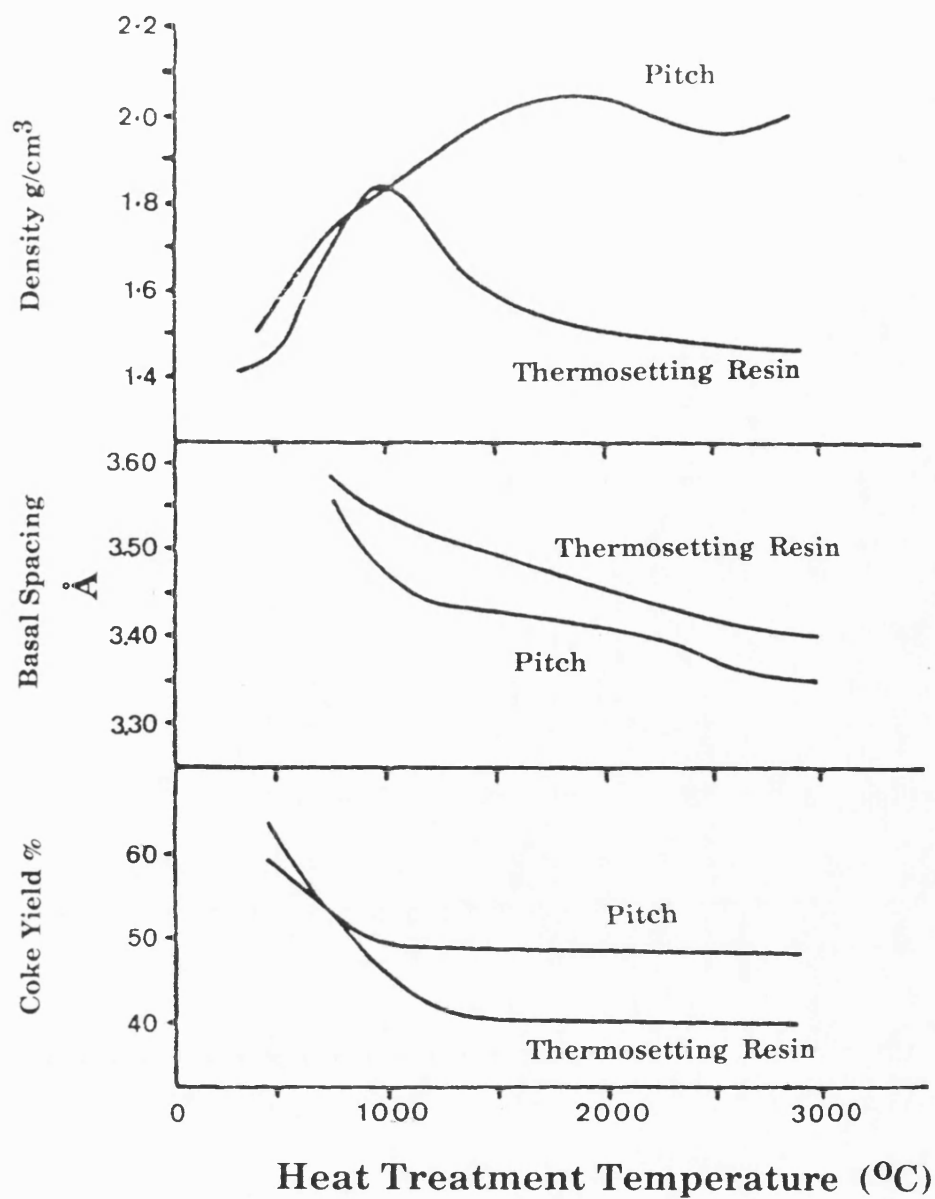 2·2
Pitch
2·0
Density g/cm³
1·8
1·6
1·4
Thermosetting Resin
3.60
Basal Spacing
Å
3,50
Thermosetting Resin
3,40
Pitch
3,30
Coke Yield %
60
Pitch
50
40
Thermosetting Resin
0 1000 2000 3000
Heat Treatment Temperature (⁰C)